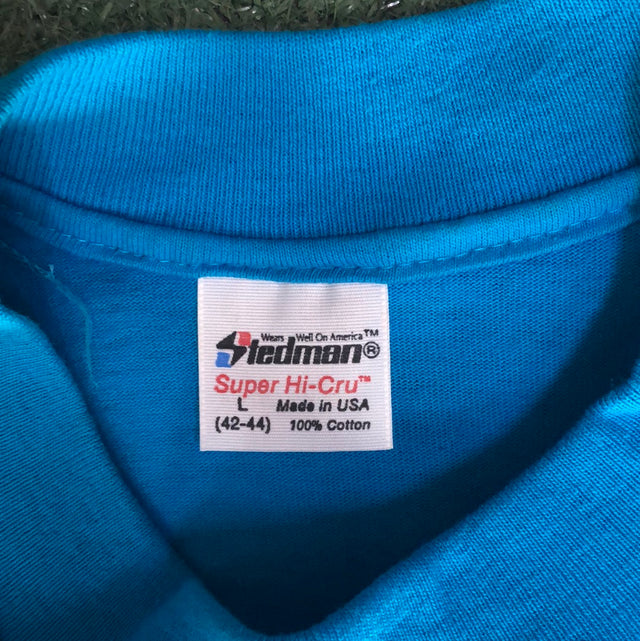 Wears Well On America™
Stedman®
Super Hi-Cru™
L Made in USA
(42-44) 100% Cotton